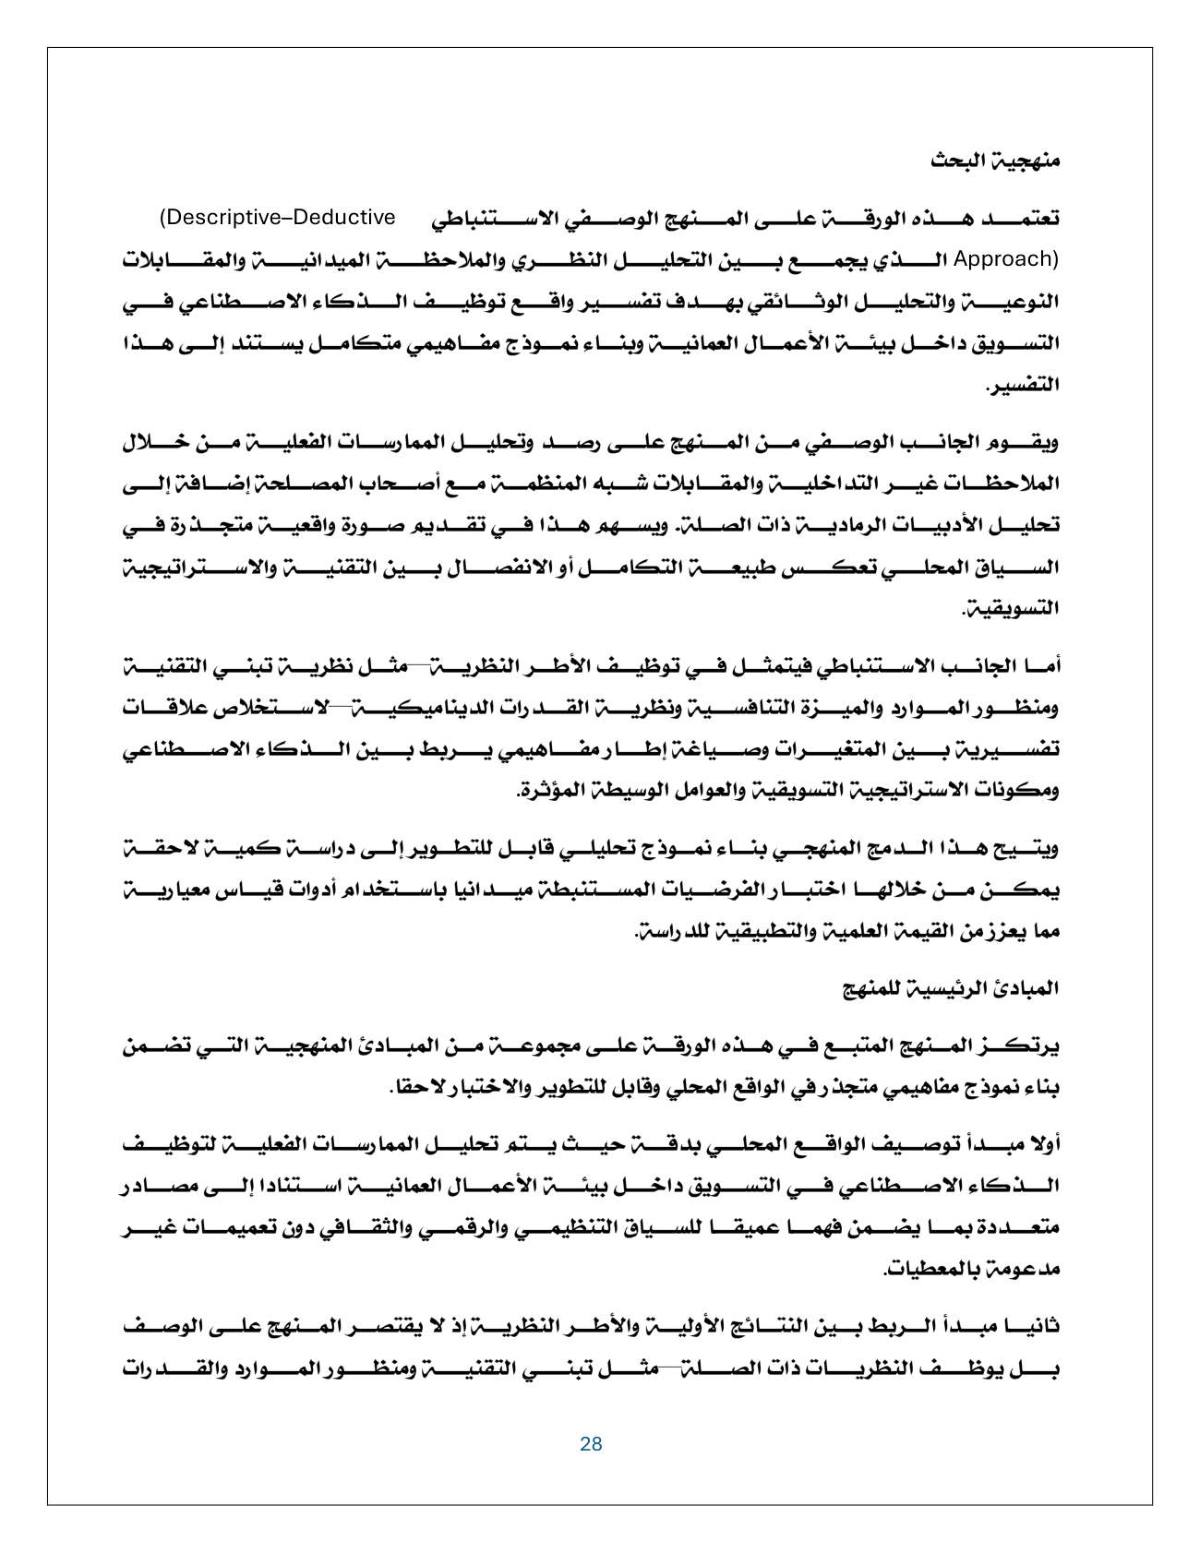 منهجية البحث
تعتمد هذه الورقة على المنهج الوصفي الاستنباطي (Descriptive–Deductive
Approach) الذي يجمع بين التحليل النظري والملاحظة الميدانية والمقابلات
النوعية والتحليل الوثائقي بهدف تفسير واقع توظيف الذكاء الاصطناعي في
التسويق داخل بيئة الأعمال العمانية وبناء نموذج مفاهيمي متكامل يستند إلى هذا
التفسير.
ويقوم الجانب الوصفي من المنهج على رصد وتحليل الممارسات الفعلية من خلال
الملاحظات غير التداخلية والمقابلات شبه المنظمة مع أصحاب المصلحة إضافة إلى
تحليل الأدبيات الرمادية ذات الصلة. ويسهم هذا في تقديم صورة واقعية متجذرة في
السياق المحلي تعكس طبيعة التكامل أو الانفصال بين التقنية والاستراتيجية
التسويقية.
أما الجانب الاستنباطي فيتمثل في توظيف الأطر النظرية—مثل نظرية تبني التقنية
ومنظور الموارد والميزة التنافسية ونظرية القدرات الديناميكية—لاستخلاص علاقات
تفسيرية بين المتغيرات وصياغة إطار مفاهيمي يربط بين الذكاء الاصطناعي
ومكونات الاستراتيجية التسويقية والعوامل الوسيطة المؤثرة.
ويتيح هذا الدمج المنهجي بناء نموذج تحليلي قابل للتطوير إلى دراسة كمية لاحقة
يمكن من خلالها اختبار الفرضيات المستنبطة ميدانيا باستخدام أدوات قياس معيارية
مما يعزز من القيمة العلمية والتطبيقية للدراسة.
المبادئ الرئيسية للمنهج
يرتكز المنهج المتبع في هذه الورقة على مجموعة من المبادئ المنهجية التي تضمن
بناء نموذج مفاهيمي متجذر في الواقع المحلي وقابل للتطوير والاختبار لاحقا.
أولا مبدأ توصيف الواقع المحلي بدقة حيث يتم تحليل الممارسات الفعلية لتوظيف
الذكاء الاصطناعي في التسويق داخل بيئة الأعمال العمانية استنادا إلى مصادر
متعددة بما يضمن فهما عميقا للسياق التنظيمي والرقمي والثقافي دون تعميمات غير
مدعومة بالمعطيات.
ثانيا مبدأ الربط بين النتائج الأولية والأطر النظرية إذ لا يقتصر المنهج على الوصف
بل يوظف النظريات ذات الصلة—مثل تبني التقنية ومنظور الموارد والقدرات
28